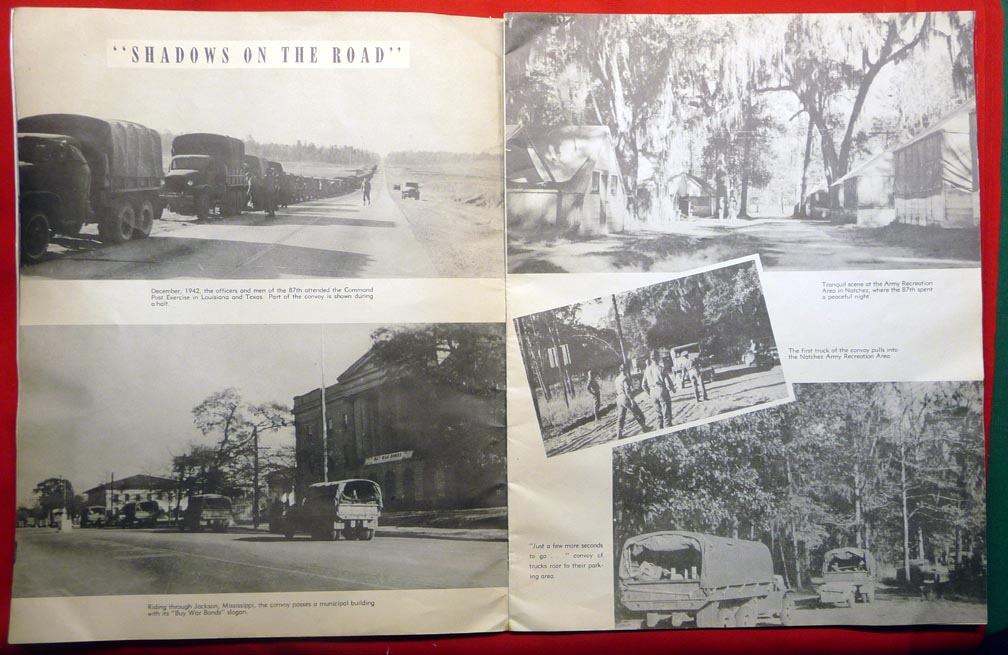 "SHADOWS ON THE ROAD"
December, 1942, the officers and men of the 87th attended the Command
Post Exercise in Louisiana and Texas. Part of the convoy is shown during
a halt.
BUY WAR BONDS
Riding through Jackson, Mississippi, the convoy passes a municipal building
with its "Buy War Bonds" slogan.
Tranquil scene at the Army Recreation
Area in Natchez, where the 87th spent
a peaceful night.
The first truck of the convoy pulls into
the Natches Army Recreation Area
"Just a few more seconds
to go . . ." convoy of
trucks roar to their park-
ing area.